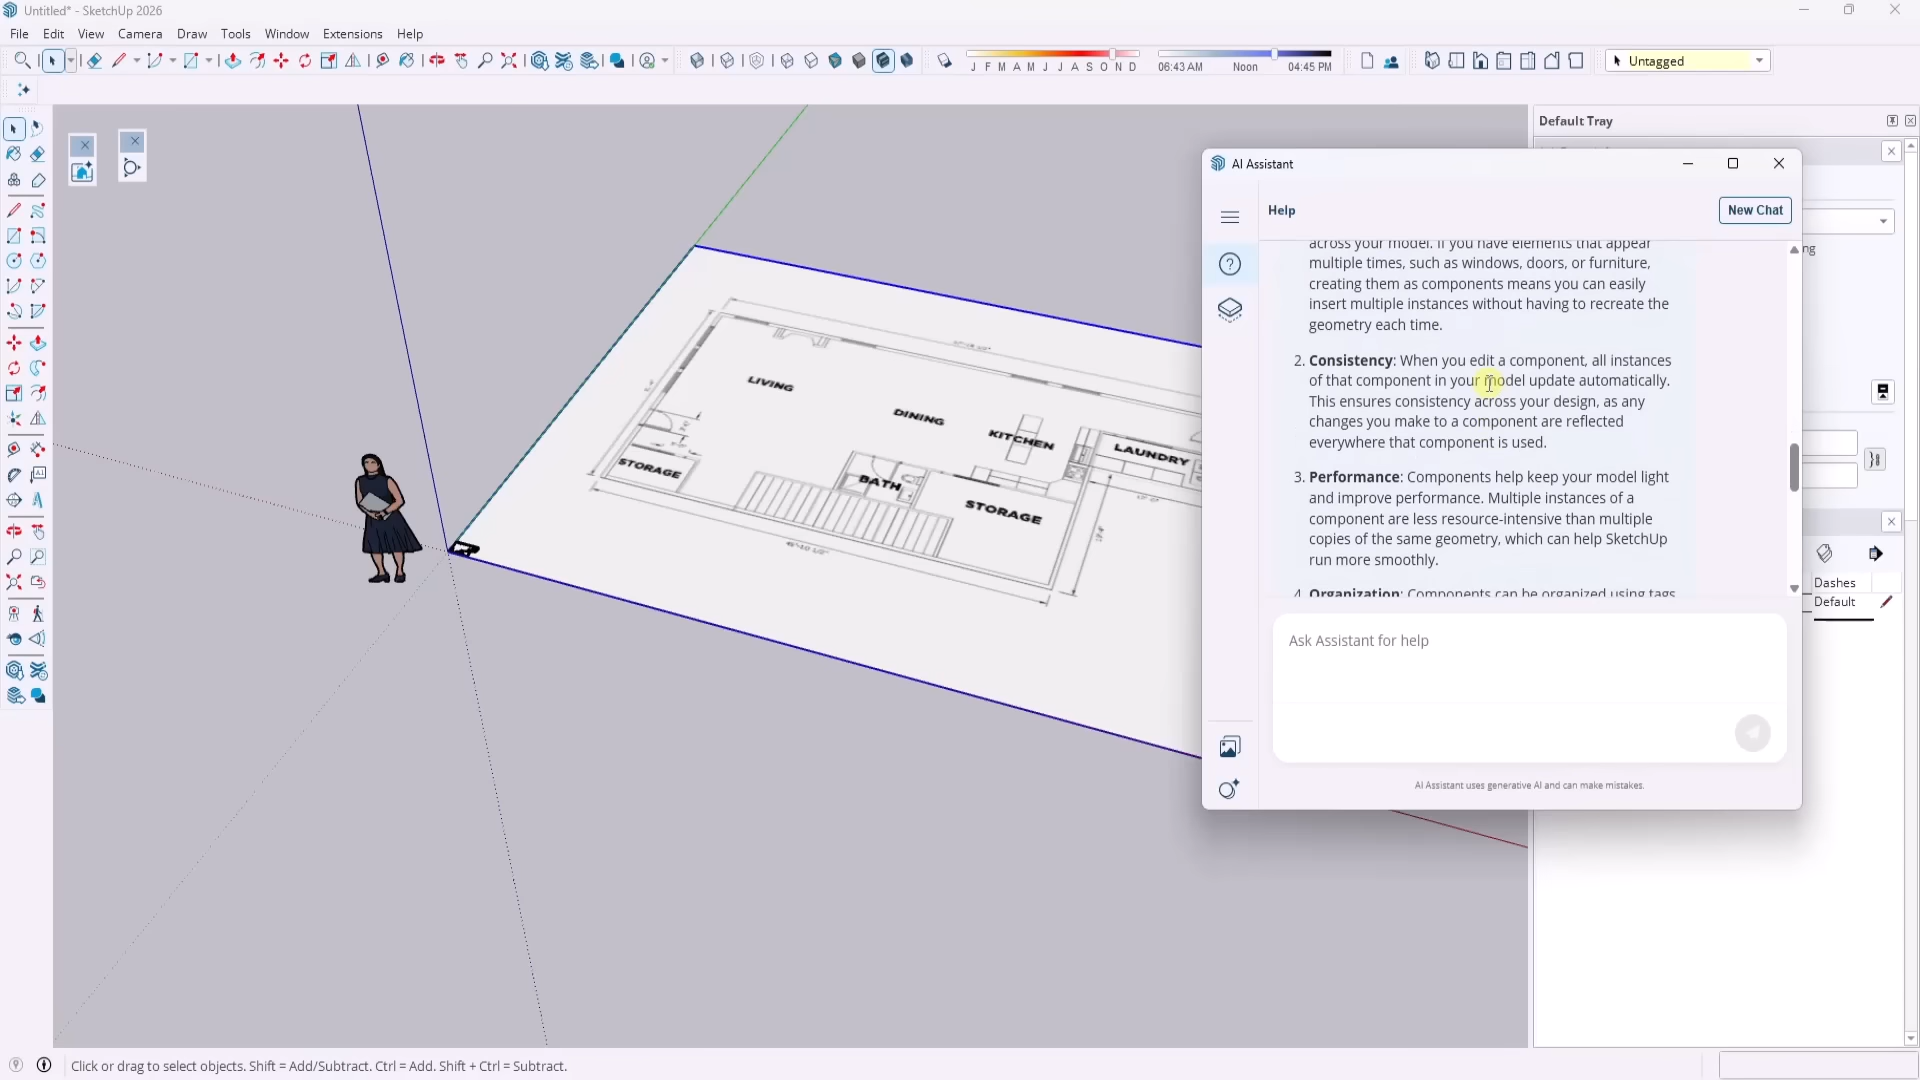 Untitled* - SketchUp 2026
File Edit View Camera Draw Tools Window Extensions Help
J F M A M J J A S O N D
06:43 AM Noon 04:45 PM
Untagged
Default Tray
AI Assistant
Help
New Chat
across your model. If you have elements that appear
multiple times, such as windows, doors, or furniture,
creating them as components means you can easily
insert multiple instances without having to recreate the
geometry each time.
2. Consistency: When you edit a component, all instances
of that component in your model update automatically.
This ensures consistency across your design, as any
changes you make to a component are reflected
everywhere that component is used.
3. Performance: Components help keep your model light
and improve performance. Multiple instances of a
component are less resource-intensive than multiple
copies of the same geometry, which can help SketchUp
run more smoothly.
4. Organization: Components can be organized using tags
Ask Assistant for help
AI Assistant uses generative AI and can make mistakes.
ng
Dashes
Default
LIVING
DINING
KITCHEN
LAUNDRY
STORAGE
BATH
STORAGE
Click or drag to select objects. Shift = Add/Subtract. Ctrl = Add. Shift + Ctrl = Subtract.